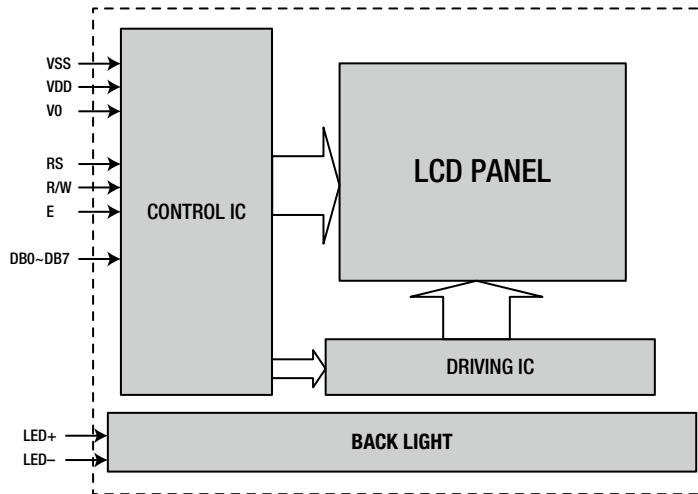 VSS
VDD
V0
RS
R/W
E
DB0~DB7
CONTROL IC
LCD PANEL
DRIVING IC
LED+
LED–
BACK LIGHT